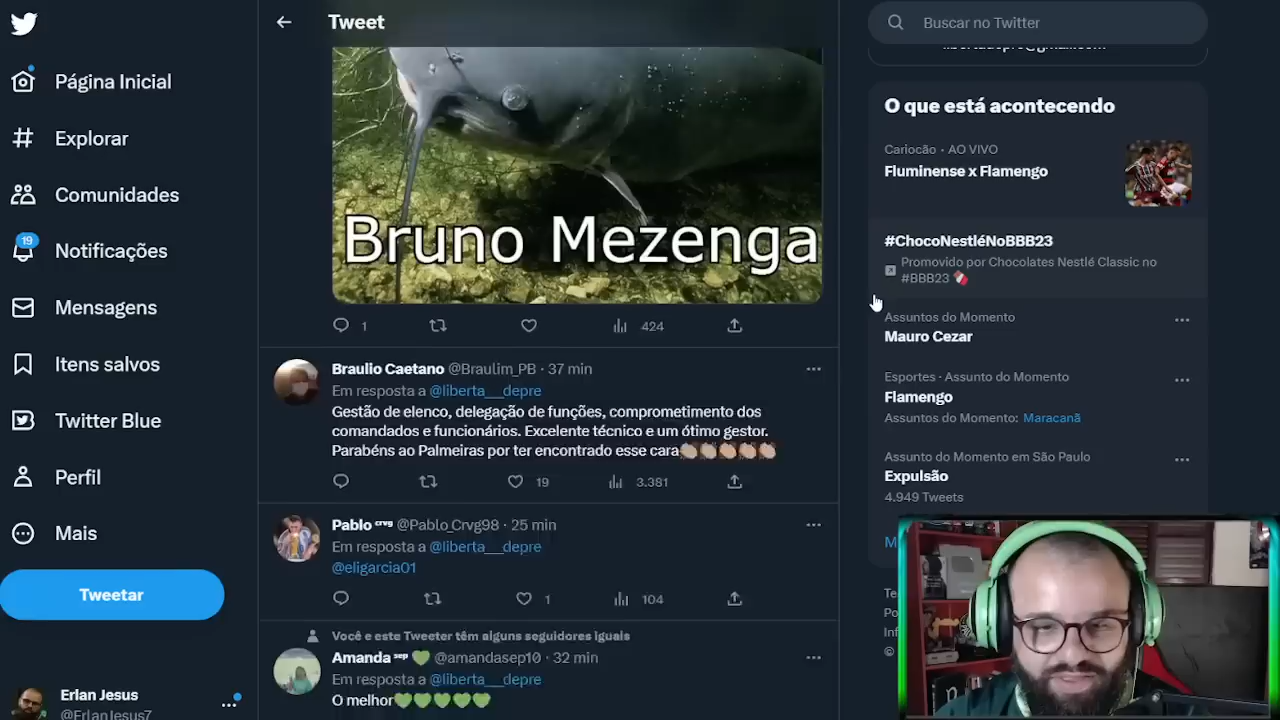 Tweet
Bruno Mezenga
1
424
Braulio Caetano @Braulim_PB · 37 min
Em resposta a @liberta__depre
Gestão de elenco, delegação de funções, comprometimento dos
comandados e funcionários. Excelente técnico e um ótimo gestor.
Parabéns ao Palmeiras por ter encontrado esse cara👏🏼👏🏼👏🏼👏🏼👏🏼
19
3.381
Pablo ᶜʳᵛᵍ @Pablo_Crvg98 · 25 min
Em resposta a @liberta__depre
@eligarcia01
1
104
Você e este Tweeter têm alguns seguidores iguais
Amanda ˢᵉᵖ 💚 @amandasep10 · 32 min
Em resposta a @liberta__depre
O melhor💚💚💚💚💚
Página Inicial
Explorar
Comunidades
19
Notificações
Mensagens
Itens salvos
Twitter Blue
Perfil
Mais
Tweetar
Erlan Jesus
@ErlanJesus7
Buscar no Twitter
O que está acontecendo
Cariocão · AO VIVO
Fluminense x Flamengo
#ChocoNestléNoBBB23
Promovido por Chocolates Nestlé Classic no
#BBB23 🍫
Assuntos do Momento
Mauro Cezar
Esportes · Assunto do Momento
Flamengo
Assuntos do Momento: Maracanã
Assunto do Momento em São Paulo
Expulsão
4.949 Tweets